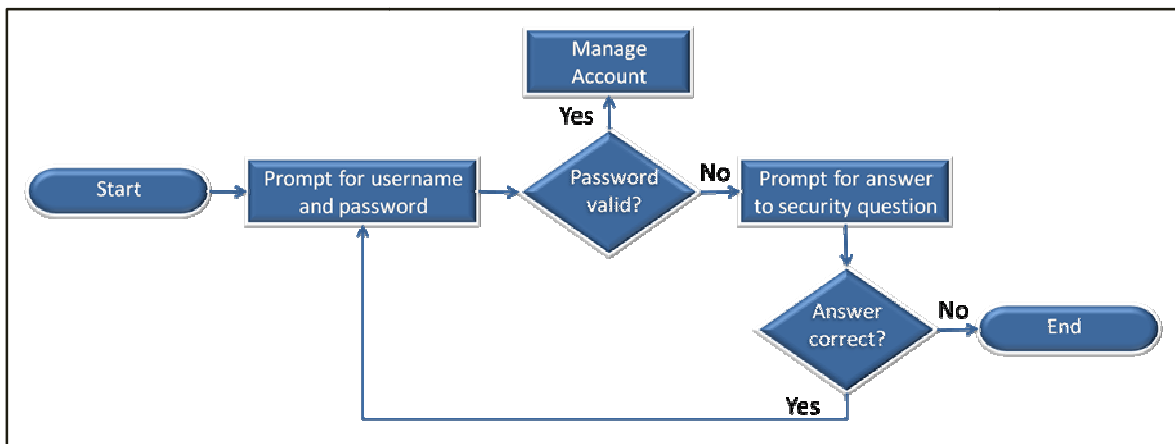 Manage
Account
Yes
Start
Prompt for username
and password
Password
valid?
No
Prompt for answer
to security question
Answer
correct?
No
End
Yes